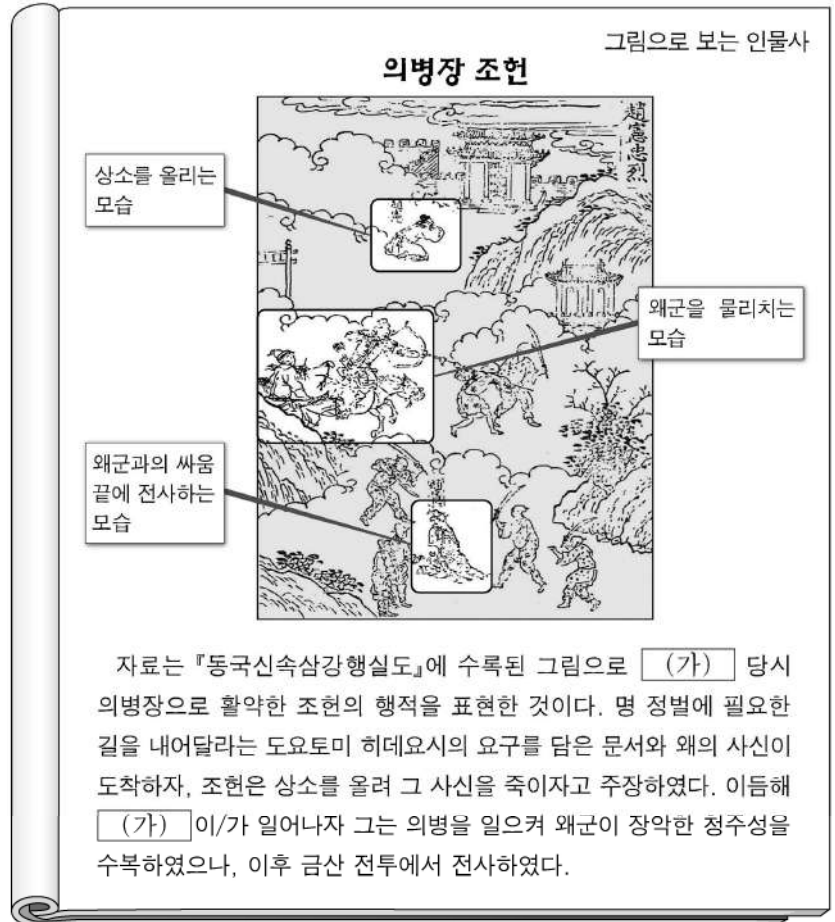 그림으로 보는 인물사
의병장 조헌
趙憲忠烈
상소를 올리는
모습
趙憲
왜군을 물리치는
모습
왜군과의 싸움
끝에 전사하는
모습
자료는 『동국신속삼강행실도』에 수록된 그림으로 (가) 당시
의병장으로 활약한 조헌의 행적을 표현한 것이다. 명 정벌에 필요한
길을 내어달라는 도요토미 히데요시의 요구를 담은 문서와 왜의 사신이
도착하자, 조헌은 상소를 올려 그 사신을 죽이자고 주장하였다. 이듬해
(가) 이/가 일어나자 그는 의병을 일으켜 왜군이 장악한 청주성을
수복하였으나, 이후 금산 전투에서 전사하였다.